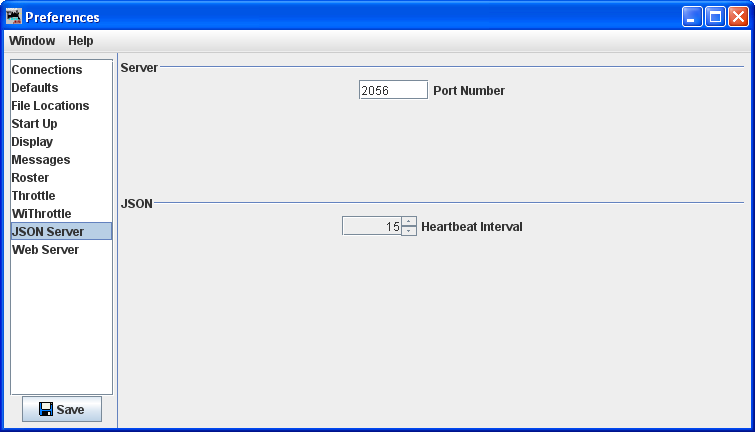 Preferences
Window Help
Connections
Defaults
File Locations
Start Up
Display
Messages
Roster
Throttle
WiThrottle
JSON Server
Web Server
Save
Server
2056 Port Number
JSON
15 Heartbeat Interval